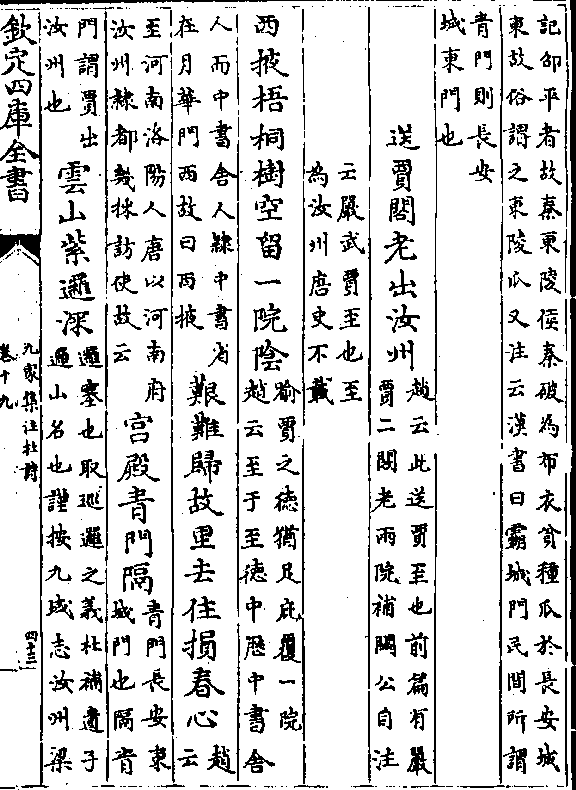 記卲平者故秦東陵侯秦破為布衣貧種瓜於長安城
東故俗謂之東陵瓜又注云漢書曰霸城門民間所謂
青門則長安
城東門也
送賈閣老出汝州
趙云此送賈至也前篇有嚴
賈二閣老兩院補闕公自注
云嚴武賈至也至
為汝州唐史不載
西掖梧桐樹空留一院陰
喻賈之徳猶足庇覆一院
趙云至于至徳中歴中書舍
人而中書舍人隸中書省
在月華門西故曰西掖
艱難歸故里去住損春心
趙
云
至河南洛陽人唐以河南府
汝州隸都畿採訪使故云
宫殿青門隔
青門長安東
城門也隔青
門謂賈出
汝州也
雲山紫邏深
邏塞也取巡邏之義杜補遺子
邏山名也謹按九域志汝州梁
欽定四庫全書
九家集注杜詩
卷十九
四十三